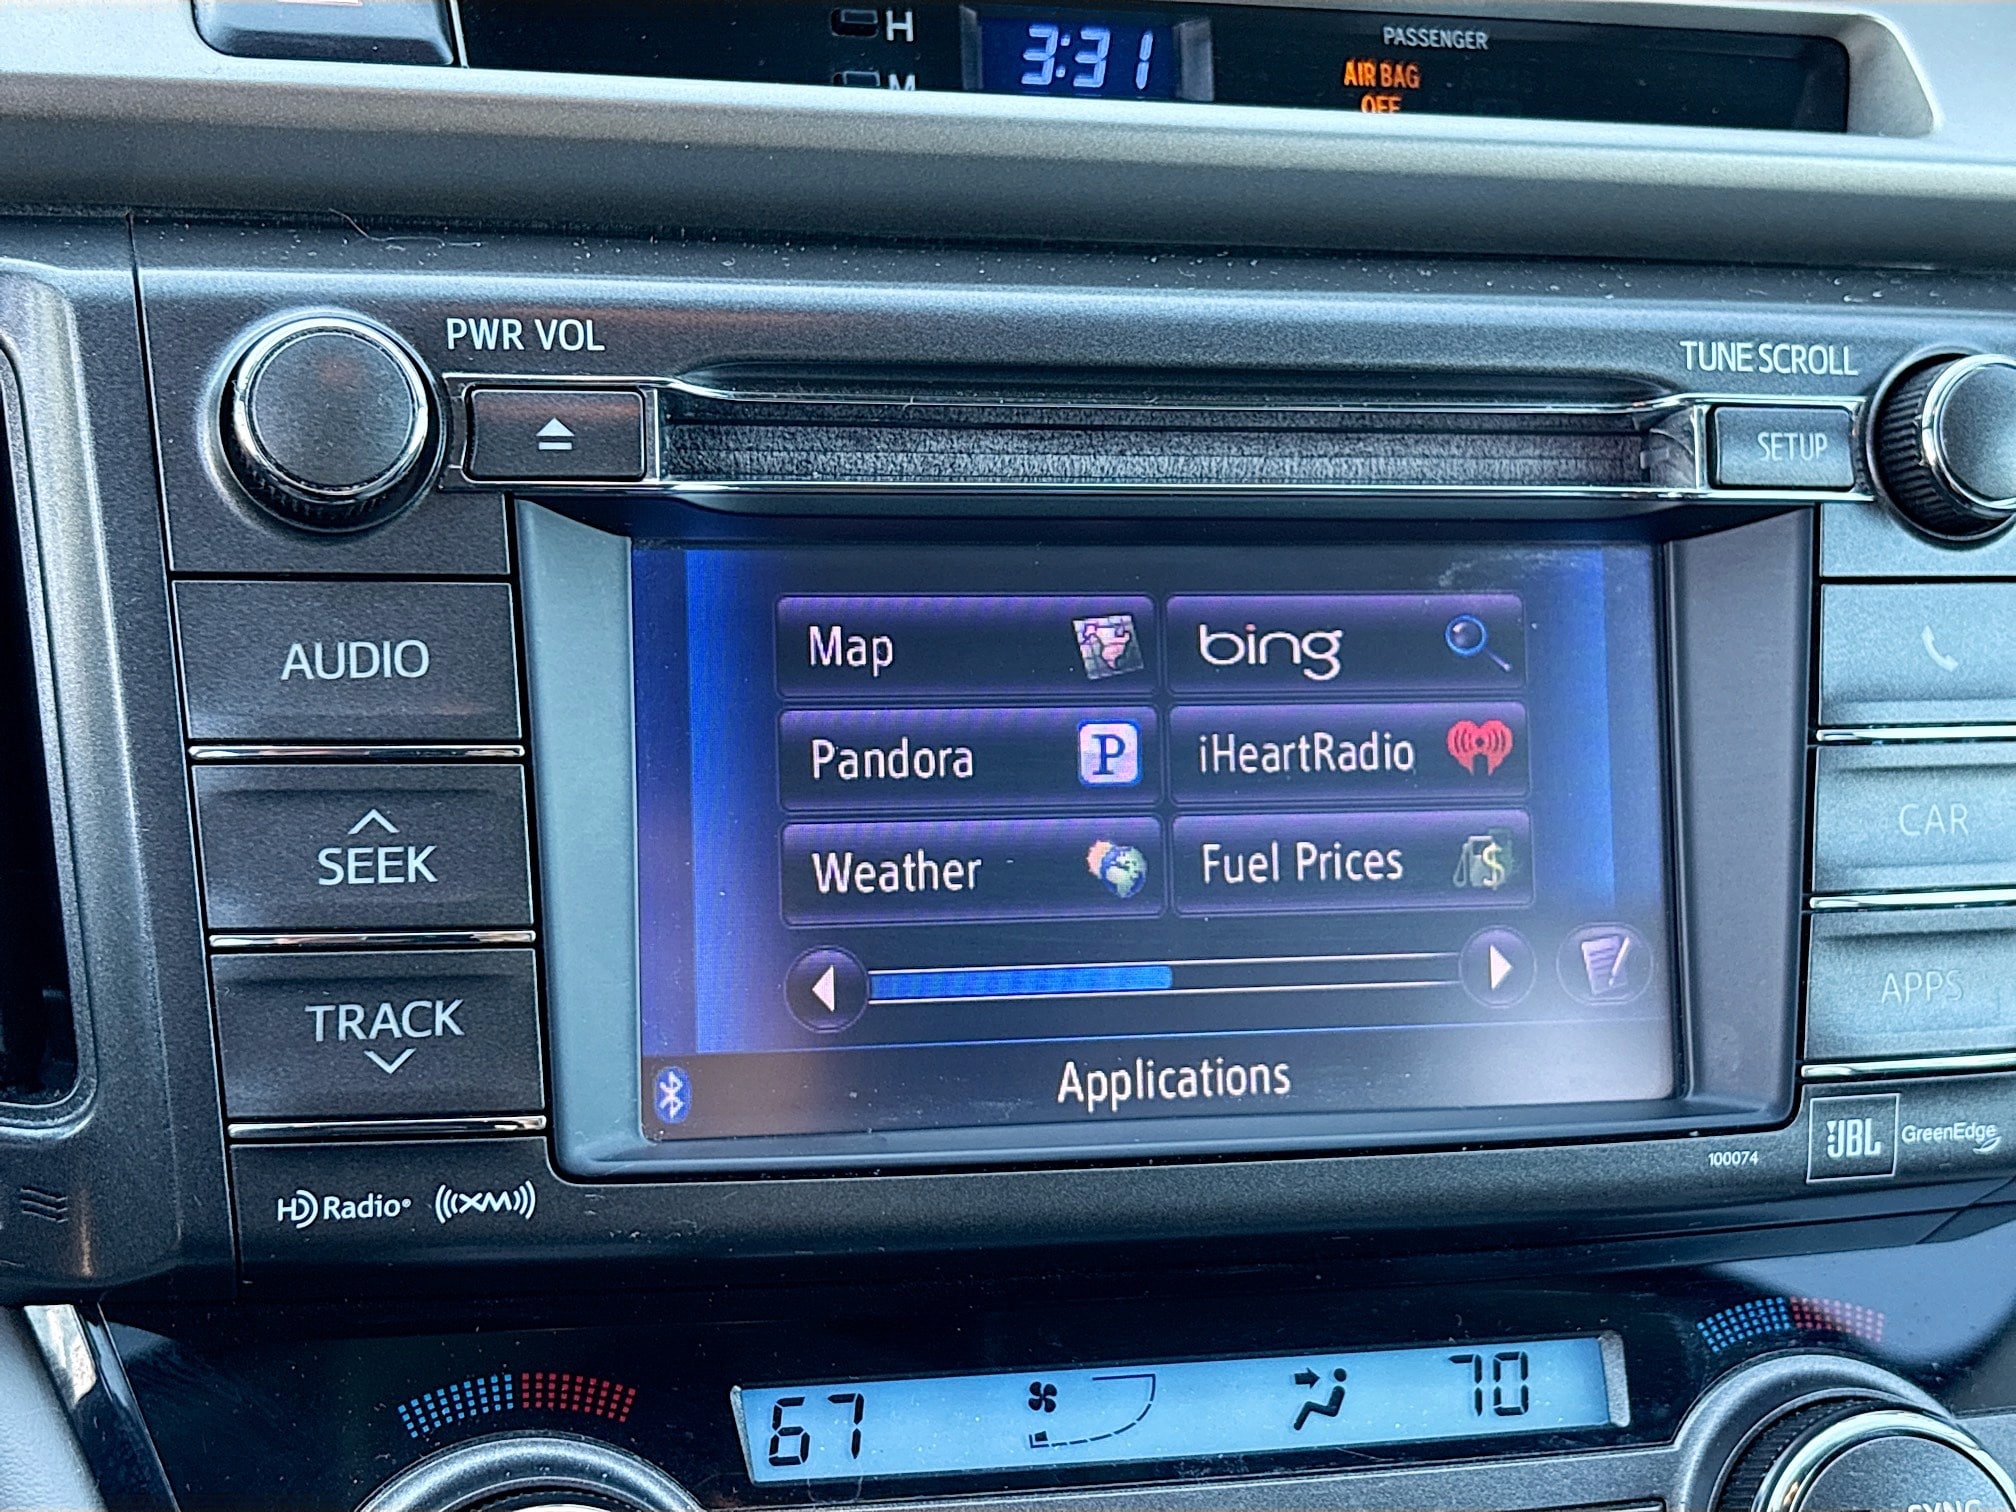 H
3:31
PASSENGER
AIR BAG
OFF
M
PWR VOL
TUNE SCROLL
SETUP
Map
bing
AUDIO
Pandora
P
iHeartRadio
CAR
SEEK
Weather
Fuel Prices
$
APPS
TRACK
Applications
JBL
GreenEdge
100074
HD Radio®
((XM))
67
70
SYNC